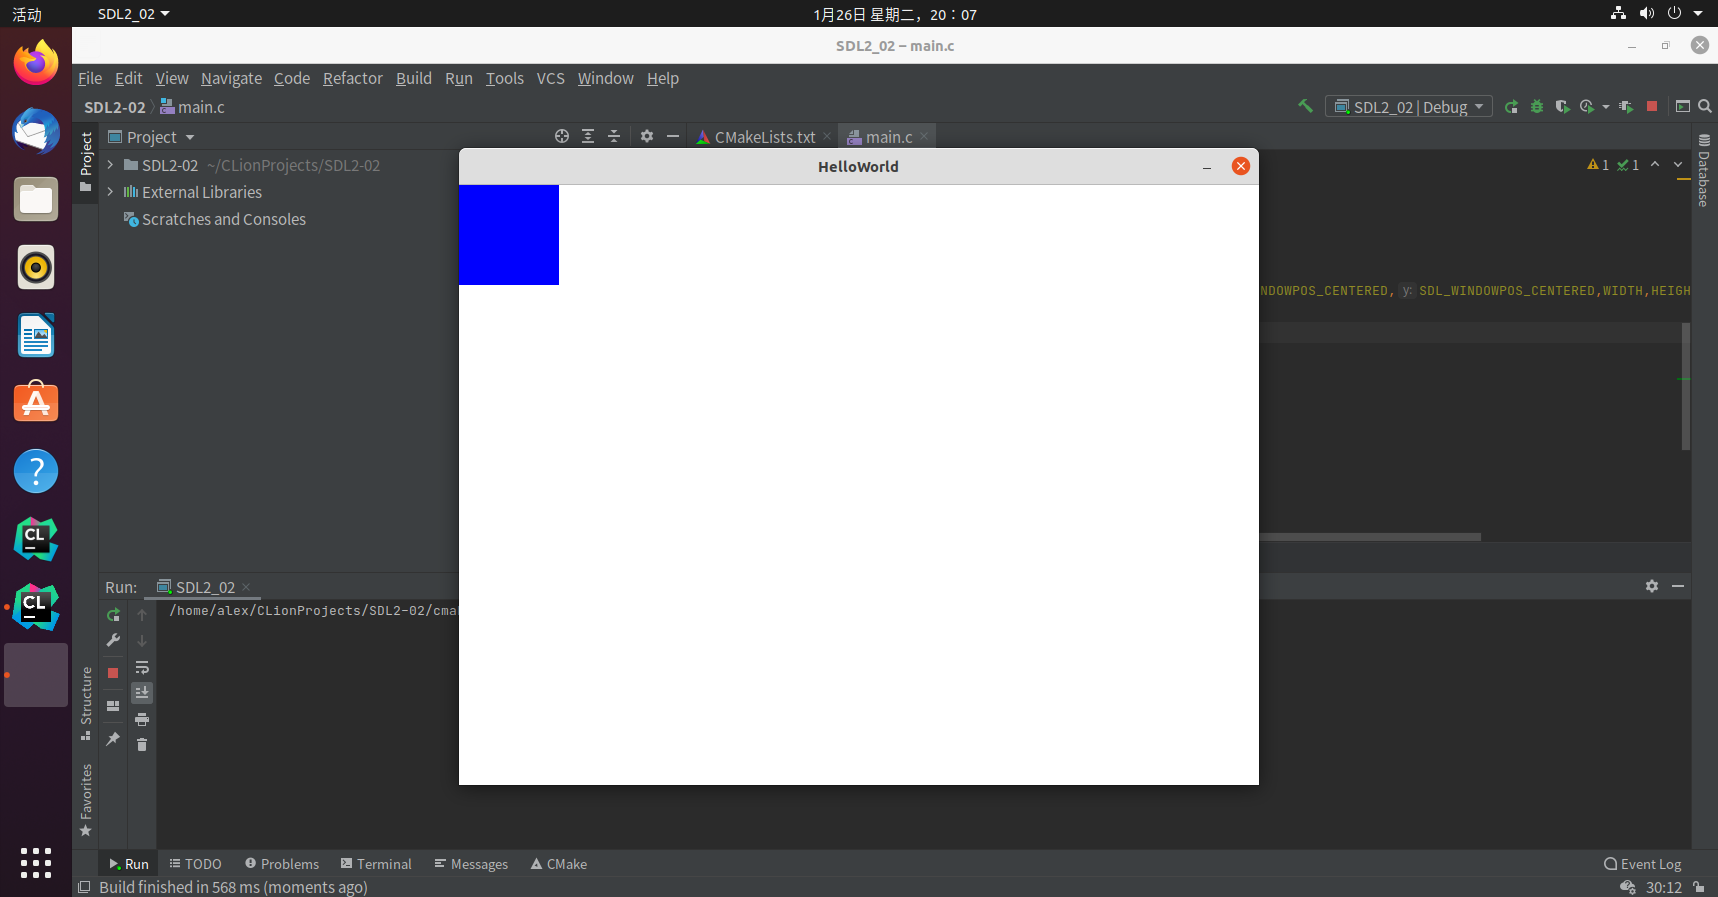 活动
SDL2_02
1月26日 星期二，20：07
SDL2_02 – main.c
File Edit View Navigate Code Refactor Build Run Tools VCS Window Help
SDL2-02 main.c
SDL2_02 | Debug
Project
CMakeLists.txt
main.c
Project
SDL2-02 ~/CLionProjects/SDL2-02
External Libraries
Scratches and Consoles
HelloWorld
1 1
Database
NDOWPOS_CENTERED, y: SDL_WINDOWPOS_CENTERED,WIDTH,HEIGH
CL
CL
Run: SDL2_02
/home/alex/CLionProjects/SDL2-02/cma
Structure
Favorites
Run TODO Problems Terminal Messages CMake Event Log
Build finished in 568 ms (moments ago) 30:12